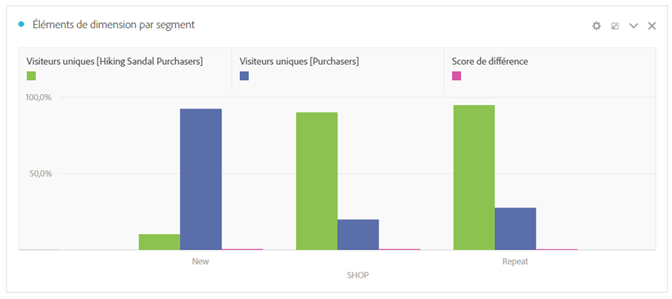 Éléments de dimension par segment
Visiteurs uniques [Hiking Sandal Purchasers]
Visiteurs uniques [Purchasers]
Score de différence
100,0%
50,0%
New
Repeat
SHOP